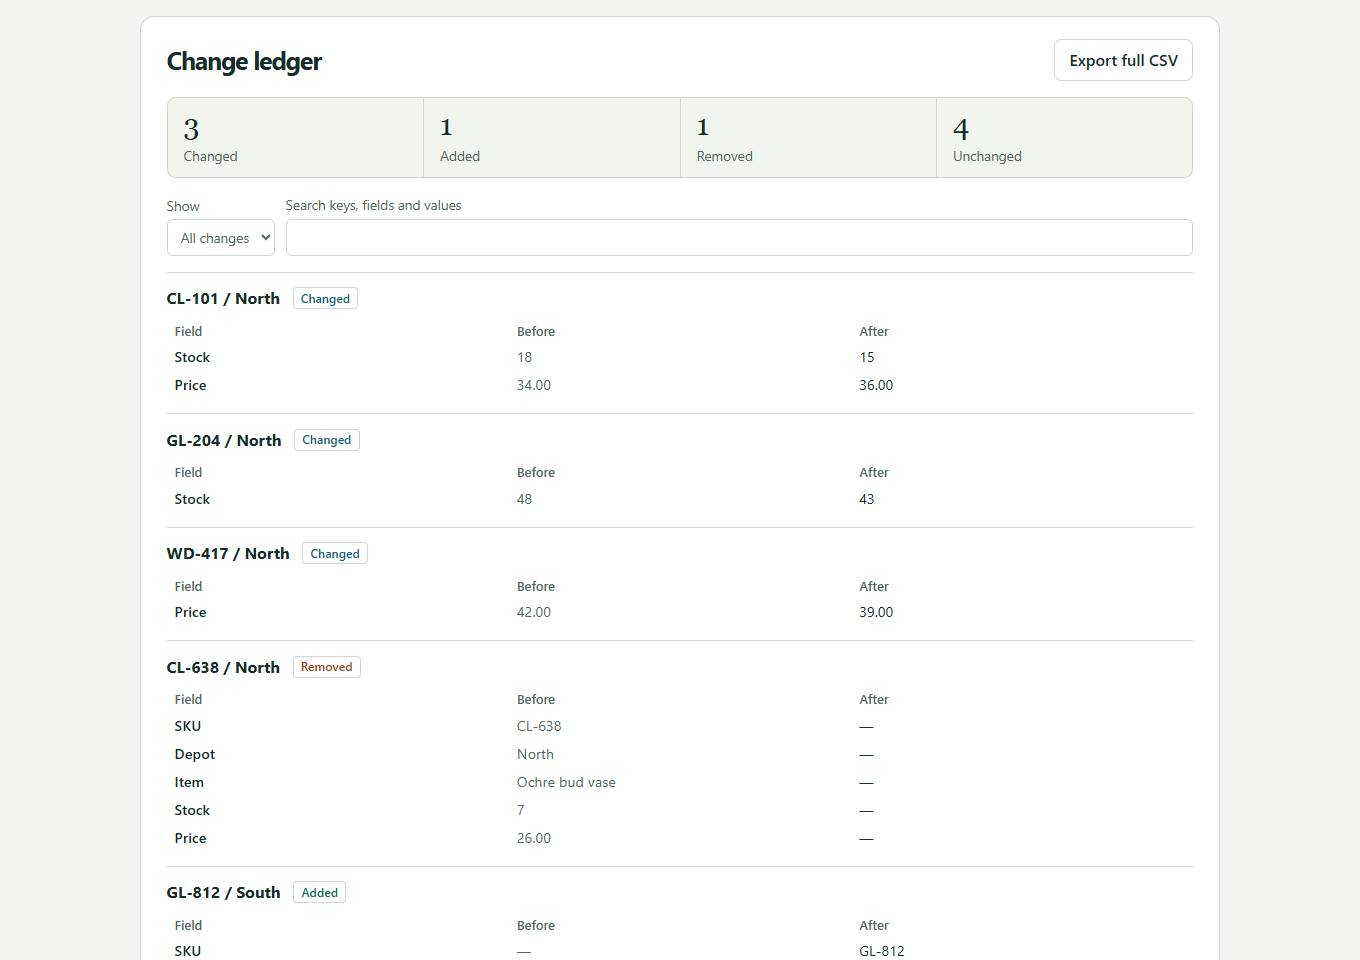 Change ledger
Export full CSV
3 1 1 4
Changed Added Removed Unchanged
Show
Search keys, fields and values
All changes
CL-101 / North Changed
Field Before After
Stock 18 15
Price 34.00 36.00
GL-204 / North Changed
Field Before After
Stock 48 43
WD-417 / North Changed
Field Before After
Price 42.00 39.00
CL-638 / North Removed
Field Before After
SKU CL-638 —
Depot North —
Item Ochre bud vase —
Stock 7 —
Price 26.00 —
GL-812 / South Added
Field Before After
SKU — GL-812